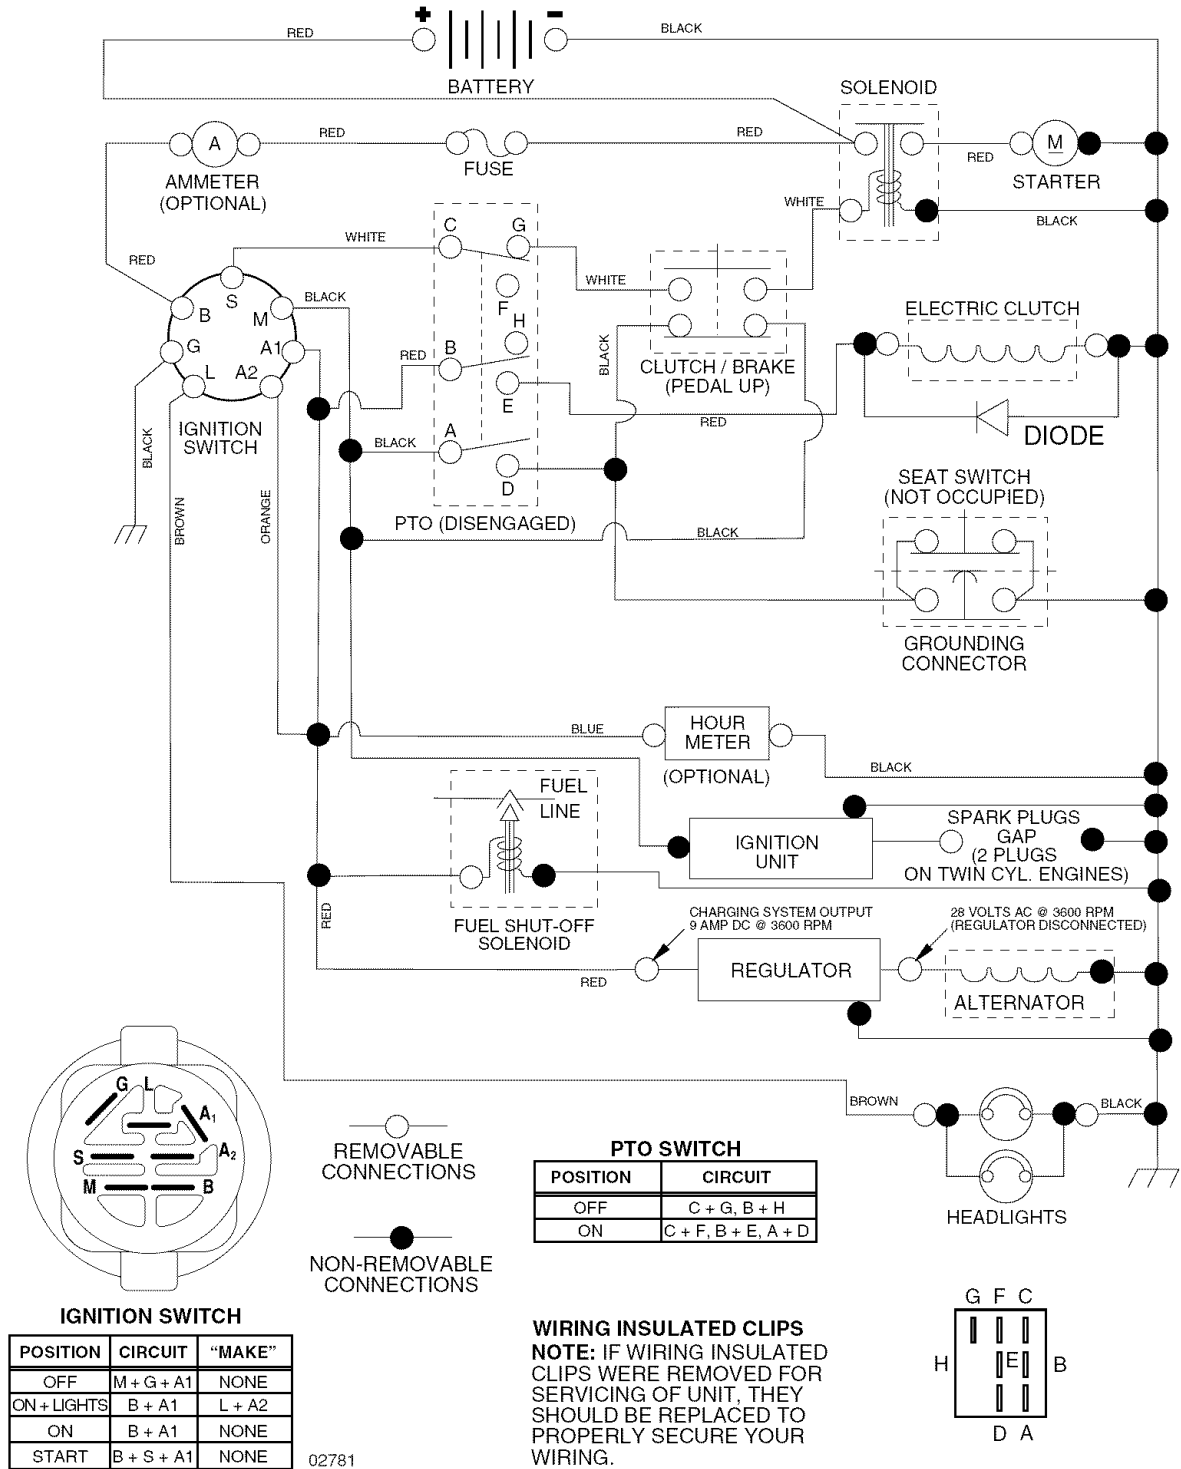 + -
RED
BLACK
BATTERY
SOLENOID
RED
RED
A
FUSE
RED
M
AMMETER
(OPTIONAL)
STARTER
WHITE
BLACK
C G
WHITE
RED
S
BLACK
WHITE
F
B
M
H
ELECTRIC CLUTCH
G
A1
RED
B
BLACK
CLUTCH / BRAKE
(PEDAL UP)
L A2
E
RED
IGNITION
SWITCH
BLACK
A
BLACK
DIODE
D
SEAT SWITCH
(NOT OCCUPIED)
BROWN
ORANGE
PTO (DISENGAGED)
BLACK
GROUNDING
CONNECTOR
BLUE
HOUR
METER
(OPTIONAL)
BLACK
FUEL
LINE
IGNITION
UNIT
SPARK PLUGS
GAP
(2 PLUGS
ON TWIN CYL. ENGINES)
RED
FUEL SHUT-OFF
SOLENOID
CHARGING SYSTEM OUTPUT
9 AMP DC @ 3600 RPM
28 VOLTS AC @ 3600 RPM
(REGULATOR DISCONNECTED)
RED
REGULATOR
ALTERNATOR
G L
A1
A2
S
M B
BROWN
BLACK
HEADLIGHTS
REMOVABLE
CONNECTIONS
NON-REMOVABLE
CONNECTIONS
PTO SWITCH
POSITION CIRCUIT
OFF C + G, B + H
ON C + F, B + E, A + D
IGNITION SWITCH
POSITION CIRCUIT “MAKE”
OFF M + G + A1 NONE
ON + LIGHTS B + A1 L + A2
ON B + A1 NONE
START B + S + A1 NONE
02781
WIRING INSULATED CLIPS
NOTE: IF WIRING INSULATED
CLIPS WERE REMOVED FOR
SERVICING OF UNIT, THEY
SHOULD BE REPLACED TO
PROPERLY SECURE YOUR
WIRING.
G F C
H E B
D A